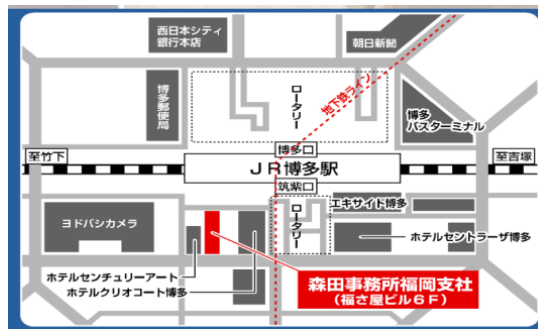 西日本シティ
銀行本店
朝日新聞
博多郵便局
ロータリー
地下鉄ライン
博多
バスターミナル
博多口
至竹下
JR博多駅
至吉塚
筑紫口
ロータリー
エキサイド博多
ヨドバシカメラ
ホテルセントラーザ博多
ホテルセンチュリーアート
ホテルクリオコート博多
森田事務所福岡支社
(福さ屋ビル6F)